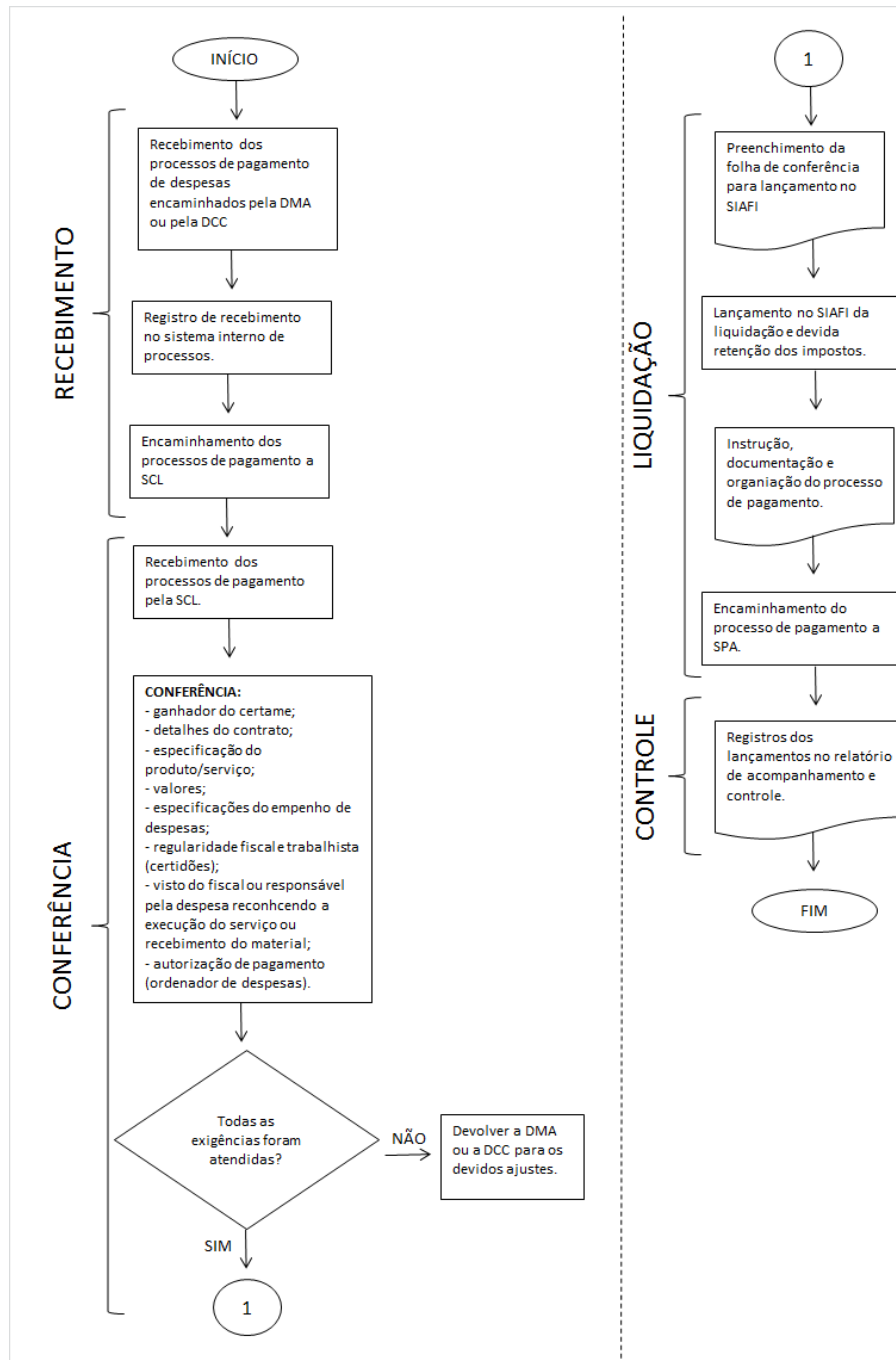 INÍCIO
RECEBIMENTO
Recebimento dos
processos de pagamento
de despesas
encaminhados pela DMA
ou pela DCC
Registro de recebimento
no sistema interno de
processos.
Encaminhamento dos
processos de pagamento a
SCL
CONFERÊNCIA
Recebimento dos
processos de pagamento
pela SCL.
CONFERÊNCIA:
- ganhador do certame;
- detalhes do contrato;
- especificação do
produto/serviço;
- valores;
- especificações do empenho de
despesas;
- regularidade fiscal e trabalhista
(certidões);
- visto do fiscal ou responsável
pela despesa reconhcendo a
execução do serviço ou
recebimento do material;
- autorização de pagamento
(ordenador de despesas).
Todas as
exigências foram
atendidas?
NÃO
Devolver a DMA
ou a DCC para os
devidos ajustes.
SIM
1
1
LIQUIDAÇÃO
Preenchimento da
folha de conferência
para lançamento no
SIAFI
Lançamento no SIAFI da
liquidação e devida
retenção dos impostos.
Instrução,
documentação e
organiação do processo
de pagamento.
Encaminhamento do
processo de pagamento a
SPA.
CONTROLE
Registros dos
lançamentos no relatório
de acompanhamento e
controle.
FIM